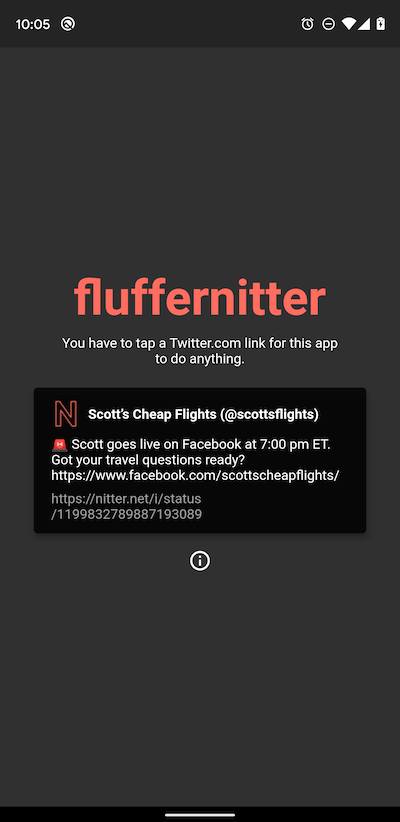 10:05
fluffernitter
You have to tap a Twitter.com link for this app
to do anything.
N Scott's Cheap Flights (@scottsflights)
🚨 Scott goes live on Facebook at 7:00 pm ET.
Got your travel questions ready?
https://www.facebook.com/scottscheapflights/
https://nitter.net/i/status
/1199832789887193089